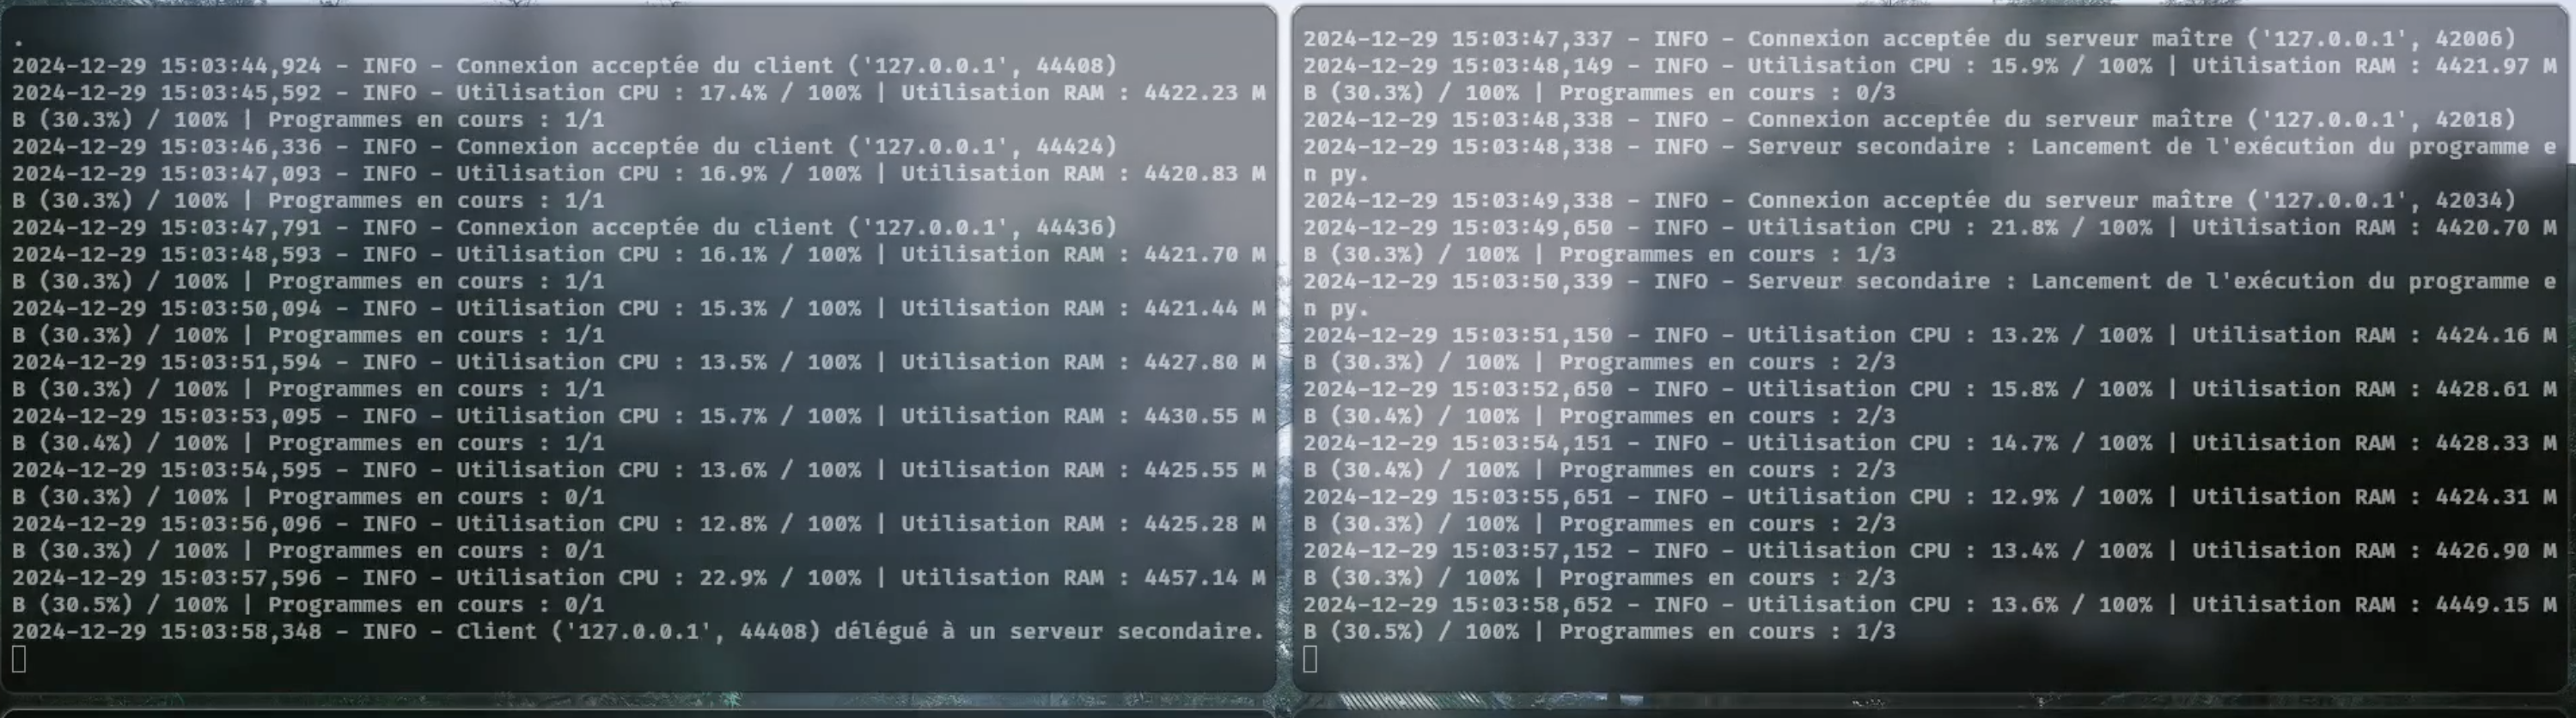 .
2024-12-29 15:03:44,924 - INFO - Connexion acceptée du client ('127.0.0.1', 44408)
2024-12-29 15:03:45,592 - INFO - Utilisation CPU : 17.4% / 100% | Utilisation RAM : 4422.23 M
B (30.3%) / 100% | Programmes en cours : 1/1
2024-12-29 15:03:46,336 - INFO - Connexion acceptée du client ('127.0.0.1', 44424)
2024-12-29 15:03:47,093 - INFO - Utilisation CPU : 16.9% / 100% | Utilisation RAM : 4420.83 M
B (30.3%) / 100% | Programmes en cours : 1/1
2024-12-29 15:03:47,791 - INFO - Connexion acceptée du client ('127.0.0.1', 44436)
2024-12-29 15:03:48,593 - INFO - Utilisation CPU : 16.1% / 100% | Utilisation RAM : 4421.70 M
B (30.3%) / 100% | Programmes en cours : 1/1
2024-12-29 15:03:50,094 - INFO - Utilisation CPU : 15.3% / 100% | Utilisation RAM : 4421.44 M
B (30.3%) / 100% | Programmes en cours : 1/1
2024-12-29 15:03:51,594 - INFO - Utilisation CPU : 13.5% / 100% | Utilisation RAM : 4427.80 M
B (30.3%) / 100% | Programmes en cours : 1/1
2024-12-29 15:03:53,095 - INFO - Utilisation CPU : 15.7% / 100% | Utilisation RAM : 4430.55 M
B (30.4%) / 100% | Programmes en cours : 1/1
2024-12-29 15:03:54,595 - INFO - Utilisation CPU : 13.6% / 100% | Utilisation RAM : 4425.55 M
B (30.3%) / 100% | Programmes en cours : 0/1
2024-12-29 15:03:56,096 - INFO - Utilisation CPU : 12.8% / 100% | Utilisation RAM : 4425.28 M
B (30.3%) / 100% | Programmes en cours : 0/1
2024-12-29 15:03:57,596 - INFO - Utilisation CPU : 22.9% / 100% | Utilisation RAM : 4457.14 M
B (30.5%) / 100% | Programmes en cours : 0/1
2024-12-29 15:03:58,348 - INFO - Client ('127.0.0.1', 44408) délégué à un serveur secondaire.
2024-12-29 15:03:47,337 - INFO - Connexion acceptée du serveur maître ('127.0.0.1', 42006)
2024-12-29 15:03:48,149 - INFO - Utilisation CPU : 15.9% / 100% | Utilisation RAM : 4421.97 M
B (30.3%) / 100% | Programmes en cours : 0/3
2024-12-29 15:03:48,338 - INFO - Connexion acceptée du serveur maître ('127.0.0.1', 42018)
2024-12-29 15:03:48,338 - INFO - Serveur secondaire : Lancement de l'exécution du programme e
n py.
2024-12-29 15:03:49,338 - INFO - Connexion acceptée du serveur maître ('127.0.0.1', 42034)
2024-12-29 15:03:49,650 - INFO - Utilisation CPU : 21.8% / 100% | Utilisation RAM : 4420.70 M
B (30.3%) / 100% | Programmes en cours : 1/3
2024-12-29 15:03:50,339 - INFO - Serveur secondaire : Lancement de l'exécution du programme e
n py.
2024-12-29 15:03:51,150 - INFO - Utilisation CPU : 13.2% / 100% | Utilisation RAM : 4424.16 M
B (30.3%) / 100% | Programmes en cours : 2/3
2024-12-29 15:03:52,650 - INFO - Utilisation CPU : 15.8% / 100% | Utilisation RAM : 4428.61 M
B (30.4%) / 100% | Programmes en cours : 2/3
2024-12-29 15:03:54,151 - INFO - Utilisation CPU : 14.7% / 100% | Utilisation RAM : 4428.33 M
B (30.4%) / 100% | Programmes en cours : 2/3
2024-12-29 15:03:55,651 - INFO - Utilisation CPU : 12.9% / 100% | Utilisation RAM : 4424.31 M
B (30.3%) / 100% | Programmes en cours : 2/3
2024-12-29 15:03:57,152 - INFO - Utilisation CPU : 13.4% / 100% | Utilisation RAM : 4426.90 M
B (30.3%) / 100% | Programmes en cours : 2/3
2024-12-29 15:03:58,652 - INFO - Utilisation CPU : 13.6% / 100% | Utilisation RAM : 4449.15 M
B (30.5%) / 100% | Programmes en cours : 1/3